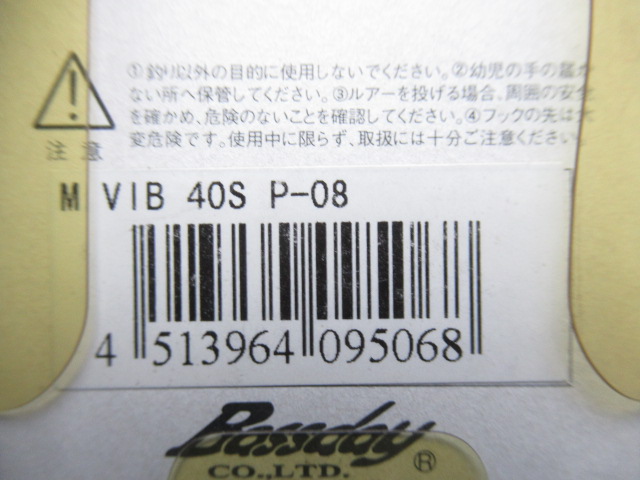 ①釣り以外の目的に使用しないでください。②幼児の手の届か
ない所へ保管してください。③ルアーを投げる場合、周囲の安全
を確かめ、危険のないことを確認してください。④フックの先は大
変危険です。使用中に限らず、取扱には十分ご注意ください。
注意
M VIB 40S P-08
4 513964 095068
Bassday
CO.,LTD. ®